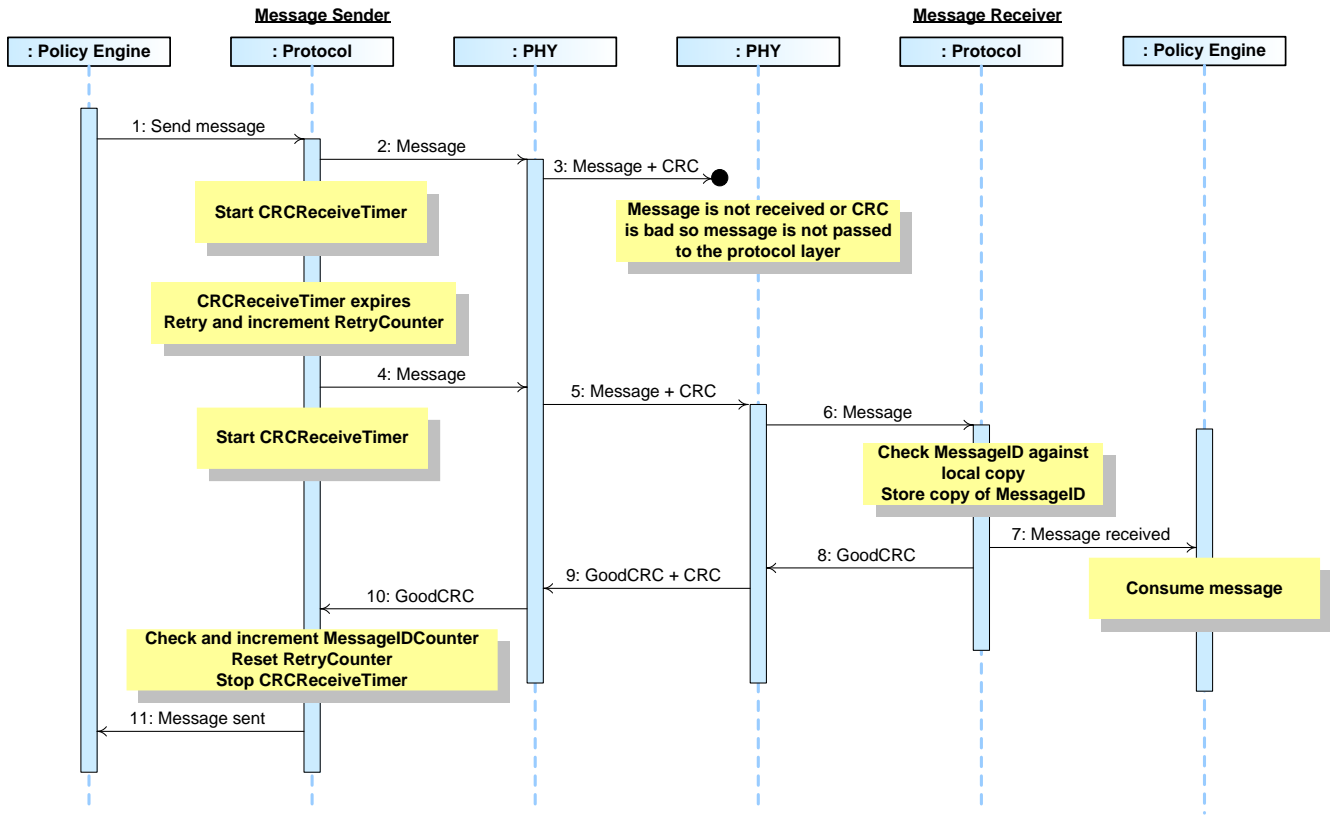 Message Sender
Message Receiver
: Policy Engine
: Protocol
: PHY
: PHY
: Protocol
: Policy Engine
1: Send message
2: Message
3: Message + CRC
Start CRCReceiveTimer
Message is not received or CRC
is bad so message is not passed
to the protocol layer
CRCReceiveTimer expires
Retry and increment RetryCounter
4: Message
5: Message + CRC
6: Message
Start CRCReceiveTimer
Check MessageID against
local copy
Store copy of MessageID
7: Message received
8: GoodCRC
9: GoodCRC + CRC
10: GoodCRC
Consume message
Check and increment MessageIDCounter
Reset RetryCounter
Stop CRCReceiveTimer
11: Message sent